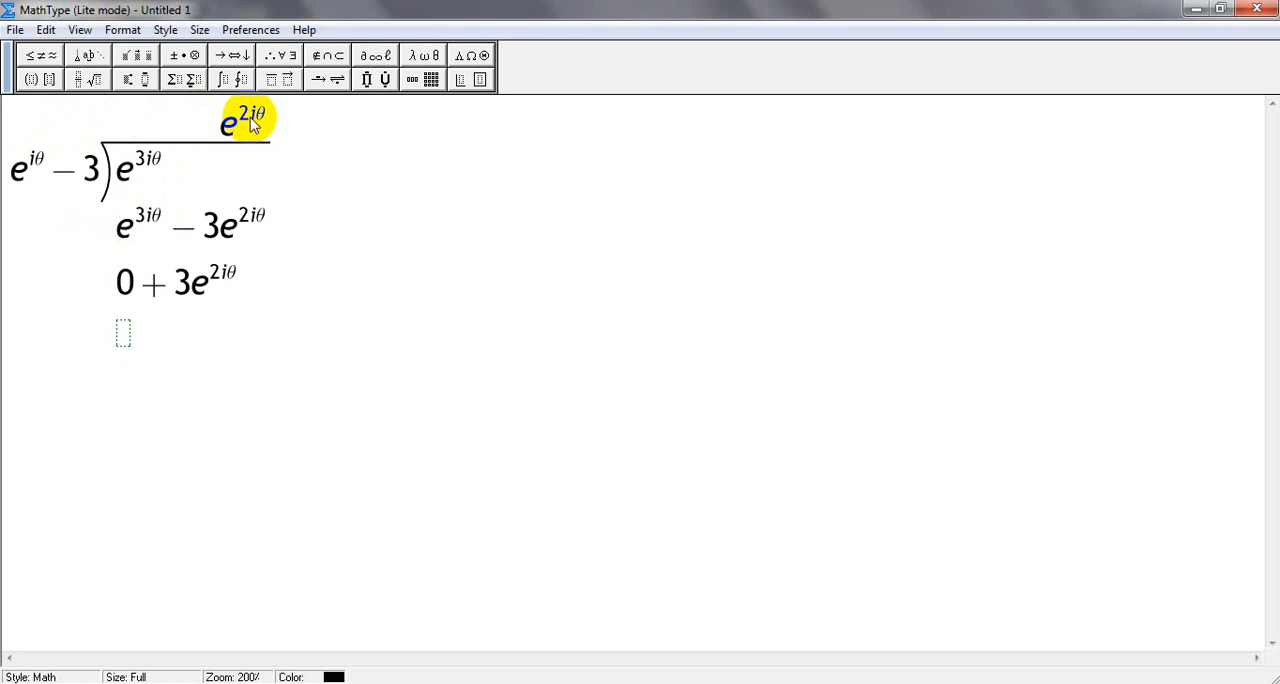 MathType (Lite mode) - Untitled 1
File Edit View Format Style Size Preferences Help
e^{2iθ}
e^{iθ} − 3 ) e^{3iθ}
e^{3iθ} − 3e^{2iθ}
0 + 3e^{2iθ}
Style: Math Size: Full Zoom: 200% Color: